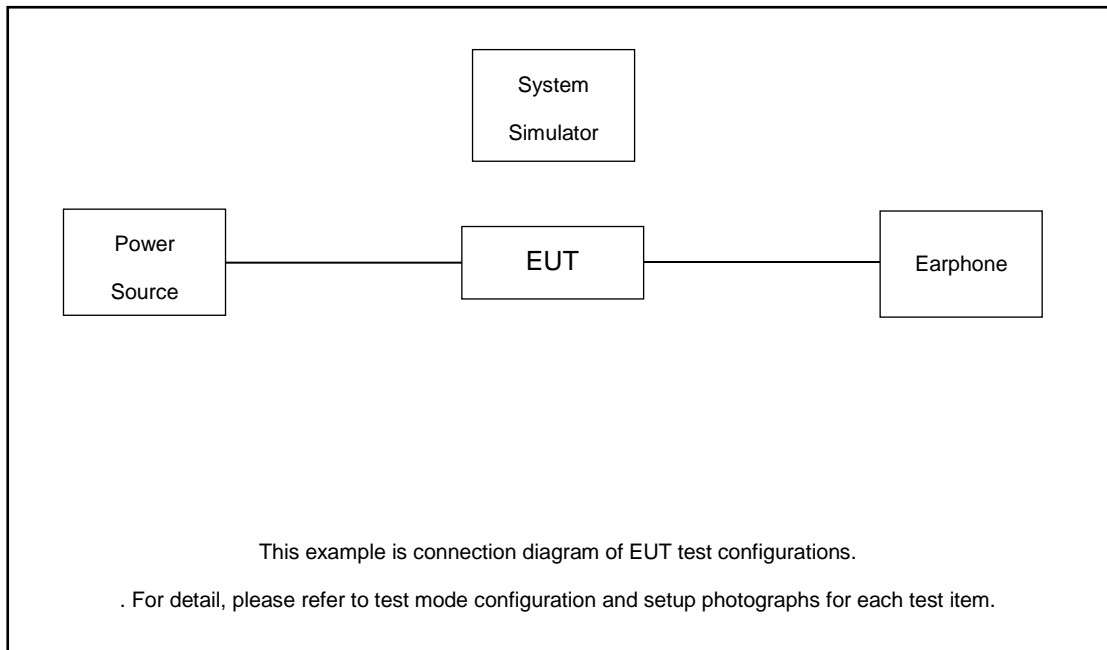 System
Simulator
Power
Source
EUT
Earphone
This example is connection diagram of EUT test configurations.
. For detail, please refer to test mode configuration and setup photographs for each test item.